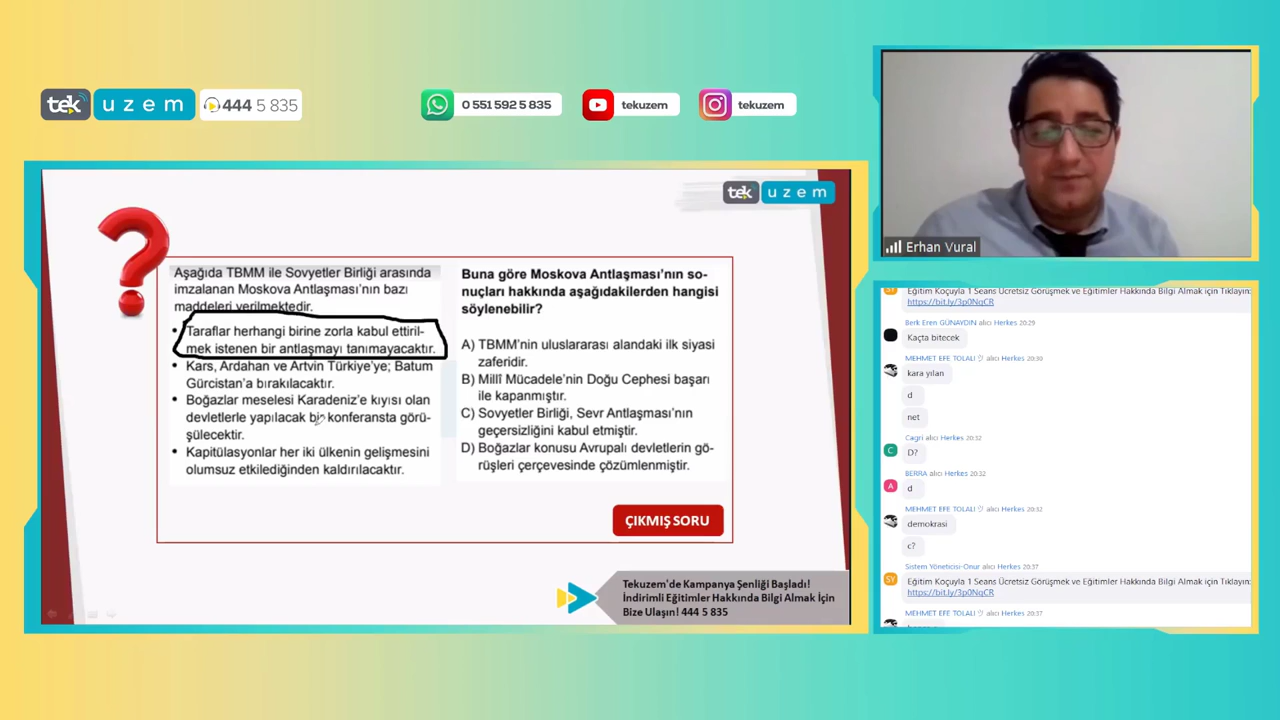 tek uzem 444 5 835
0 551 592 5 835
tekuzem
tekuzem
tek uzem
Aşağıda TBMM ile Sovyetler Birliği arasında
imzalanan Moskova Antlaşması'nın bazı
maddeleri verilmektedir.
• Taraflar herhangi birine zorla kabul ettiril-
mek istenen bir antlaşmayı tanımayacaktır.
• Kars, Ardahan ve Artvin Türkiye'ye; Batum
Gürcistan'a bırakılacaktır.
• Boğazlar meselesi Karadeniz'e kıyısı olan
devletlerle yapılacak bir konferansta görü-
şülecektir.
• Kapitülasyonlar her iki ülkenin gelişmesini
olumsuz etkilediğinden kaldırılacaktır.
Buna göre Moskova Antlaşması'nın so-
nuçları hakkında aşağıdakilerden hangisi
söylenebilir?
A) TBMM'nin uluslararası alandaki ilk siyasi
zaferidir.
B) Millî Mücadele'nin Doğu Cephesi başarı
ile kapanmıştır.
C) Sovyetler Birliği, Sevr Antlaşması'nın
geçersizliğini kabul etmiştir.
D) Boğazlar konusu Avrupalı devletlerin gö-
rüşleri çerçevesinde çözümlenmiştir.
ÇIKMIŞ SORU
Tekuzem'de Kampanya Şenliği Başladı!
İndirimli Eğitimler Hakkında Bilgi Almak İçin
Bize Ulaşın! 444 5 835
Erhan Vural
SY
Eğitim Koçuyla 1 Seans Ücretsiz Görüşmek ve Eğitimler Hakkında Bilgi Almak için Tıklayın:
https://bit.ly/3p0NqCR
Berk Eren GÜNAYDIN alıcı Herkes 20:29
Kaçta bitecek
MEHMET EFE TOLALI alıcı Herkes 20:30
kara yılan
d
net
Cagri alıcı Herkes 20:32
C
D?
BERRA alıcı Herkes 20:32
A
d
MEHMET EFE TOLALI alıcı Herkes 20:32
demokrasi
c?
Sistem Yöneticisi-Onur alıcı Herkes 20:37
SY
Eğitim Koçuyla 1 Seans Ücretsiz Görüşmek ve Eğitimler Hakkında Bilgi Almak için Tıklayın:
https://bit.ly/3p0NqCR
MEHMET EFE TOLALI alıcı Herkes 20:37